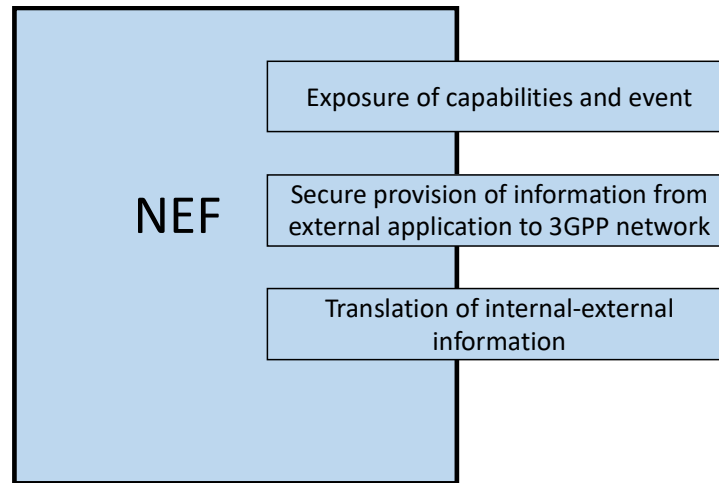 Exposure of capabilities and event
NEF
Secure provision of information from
external application to 3GPP network
Translation of internal-external
information